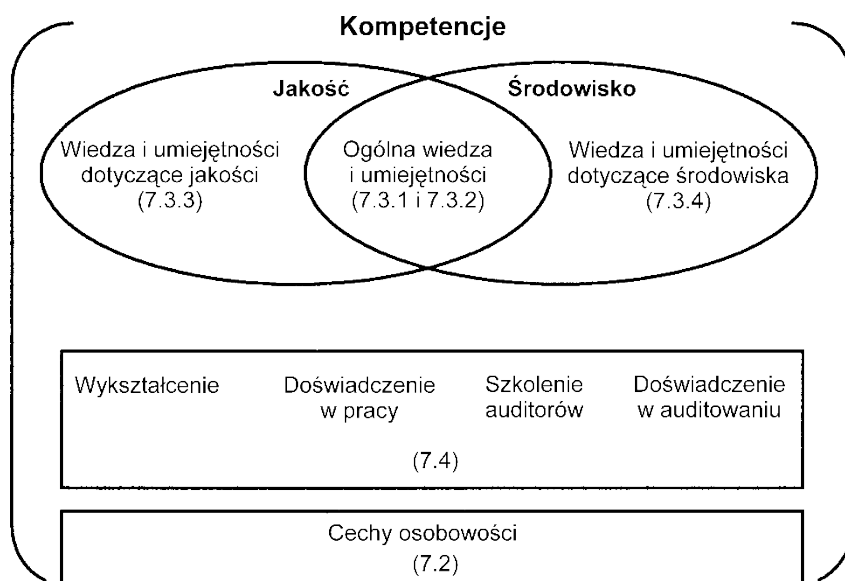 Kompetencje
Jakość Środowisko
Wiedza i umiejętności
dotyczące jakości
(7.3.3)
Ogólna wiedza
i umiejętności
(7.3.1 i 7.3.2)
Wiedza i umiejętności
dotyczące środowiska
(7.3.4)
Wykształcenie
Doświadczenie
w pracy
Szkolenie
auditorów
Doświadczenie
w auditowaniu
(7.4)
Cechy osobowości
(7.2)